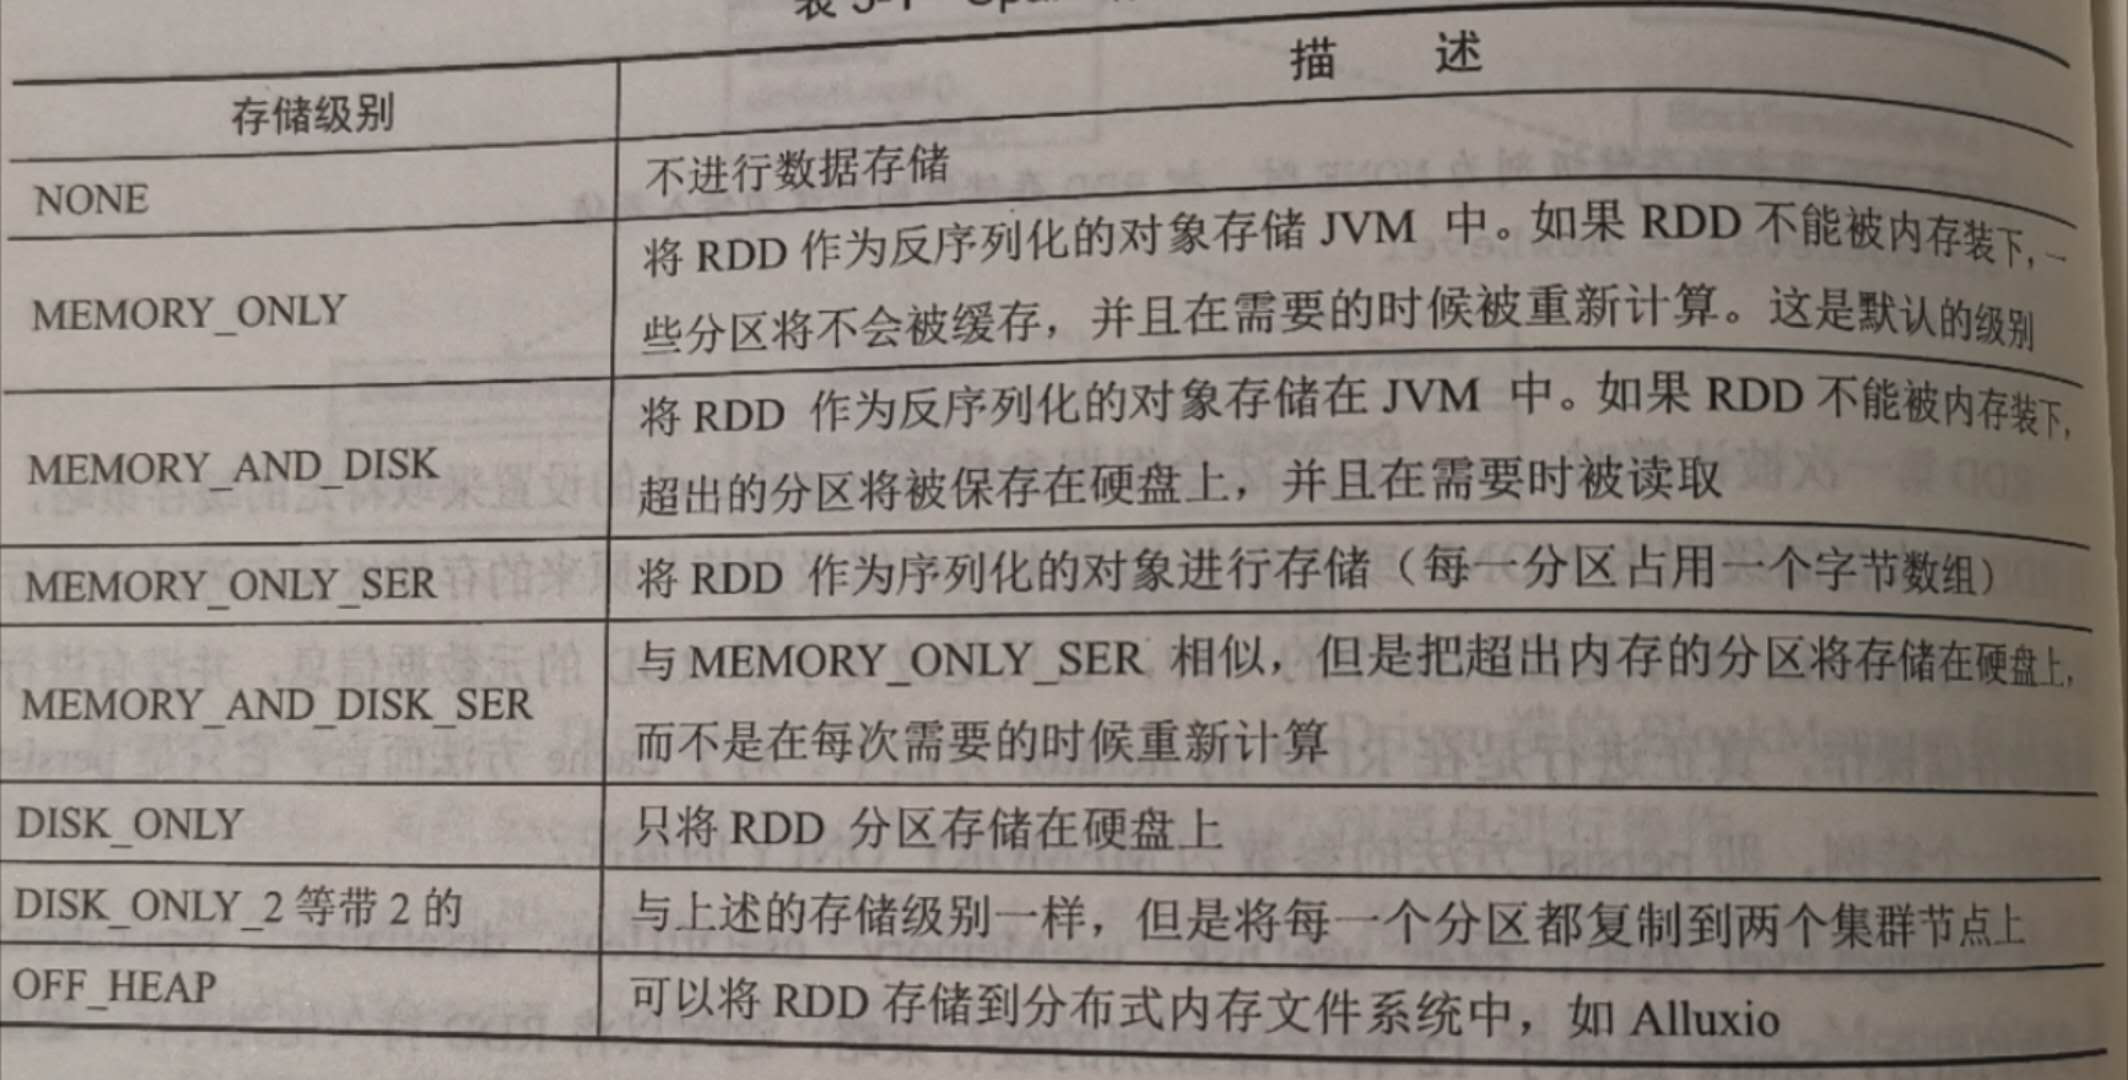 表 5-1
描 述
存储级别
NONE
不进行数据存储
MEMORY_ONLY
将 RDD 作为反序列化的对象存储 JVM 中。如果 RDD 不能被内存装下,一
些分区将不会被缓存，并且在需要的时候被重新计算。这是默认的级别
MEMORY_AND_DISK
将 RDD 作为反序列化的对象存储在 JVM 中。如果 RDD 不能被内存装下,
超出的分区将被保存在硬盘上，并且在需要时被读取
MEMORY_ONLY_SER
将 RDD 作为序列化的对象进行存储（每一分区占用一个字节数组）
MEMORY_AND_DISK_SER
与 MEMORY_ONLY_SER 相似，但是把超出内存的分区将存储在硬盘上,
而不是在每次需要的时候重新计算
DISK_ONLY
只将 RDD 分区存储在硬盘上
DISK_ONLY_2 等带 2 的
与上述的存储级别一样，但是将每一个分区都复制到两个集群节点上
OFF_HEAP
可以将 RDD 存储到分布式内存文件系统中，如 Alluxio